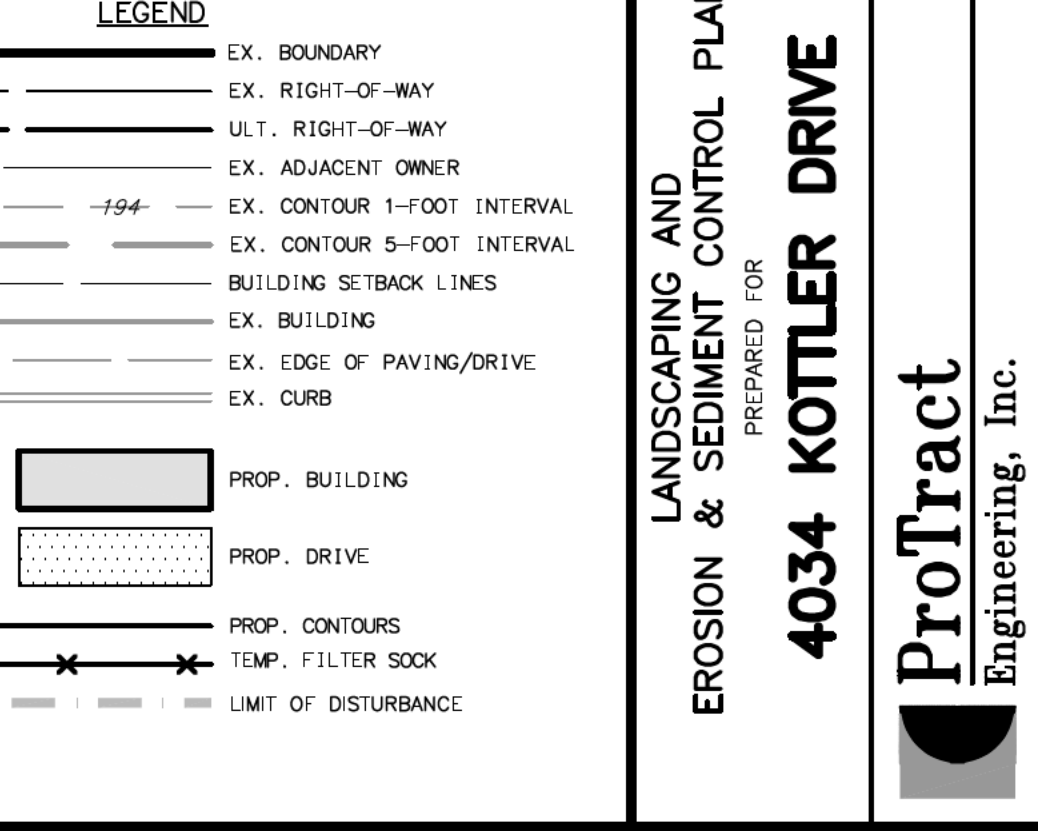 LEGEND
EX. BOUNDARY
EX. RIGHT-OF-WAY
ULT. RIGHT-OF-WAY
EX. ADJACENT OWNER
194
EX. CONTOUR 1-FOOT INTERVAL
EX. CONTOUR 5-FOOT INTERVAL
BUILDING SETBACK LINES
EX. BUILDING
EX. EDGE OF PAVING/DRIVE
EX. CURB
PROP. BUILDING
PROP. DRIVE
PROP. CONTOURS
TEMP. FILTER SOCK
LIMIT OF DISTURBANCE
LANDSCAPING AND
EROSION & SEDIMENT CONTROL PLAN
PREPARED FOR
4034 KOTTLER DRIVE
ProTract
Engineering, Inc.